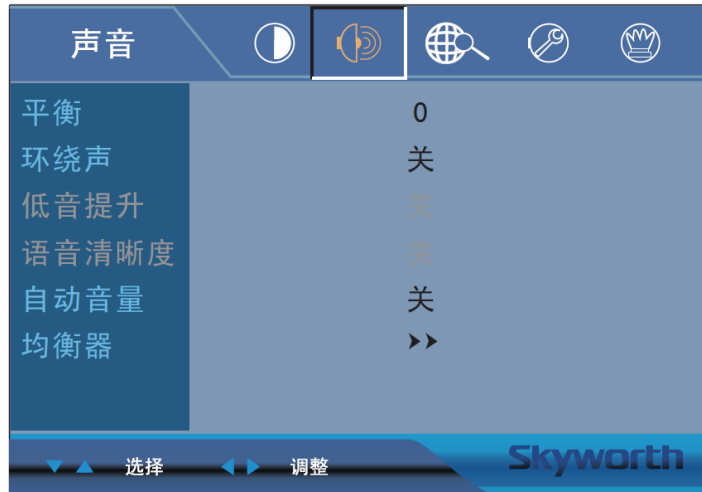 声音
平衡 0
环绕声 关
低音提升 关
语音清晰度 关
自动音量 关
均衡器
选择 调整 Skyworth